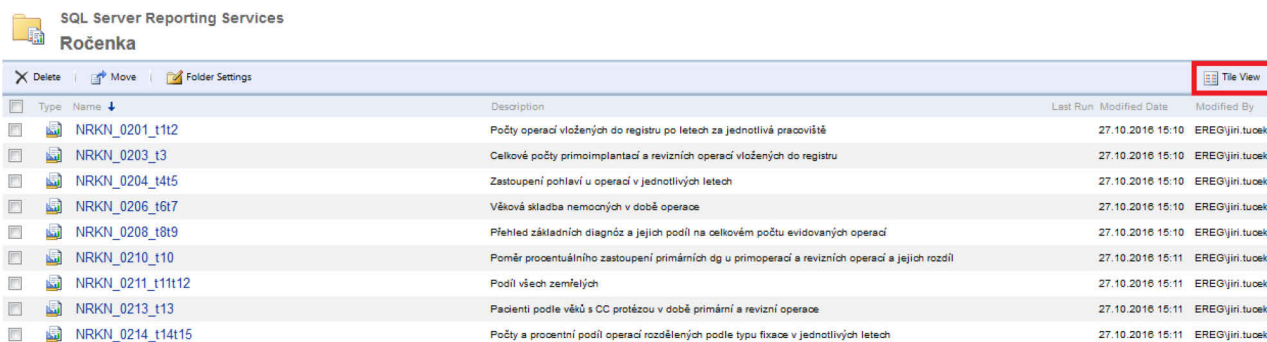 SQL Server Reporting Services
Ročenka
Delete Move Folder Settings Tile View
Type Name Description Last Run Modified Date Modified By
NRKN_0201_t1t2 Počty operací vložených do registru po letech za jednotlivá pracoviště 27.10.2016 15:10 EREG\jiri.tucek
NRKN_0203_t3 Celkové počty primoimplantací a revizních operací vložených do registru 27.10.2016 15:10 EREG\jiri.tucek
NRKN_0204_t4t5 Zastoupení pohlaví u operací v jednotlivých letech 27.10.2016 15:10 EREG\jiri.tucek
NRKN_0206_t6t7 Věková skladba nemocných v době operace 27.10.2016 15:10 EREG\jiri.tucek
NRKN_0208_t8t9 Přehled základních diagnóz a jejich podíl na celkovém počtu evidovaných operací 27.10.2016 15:10 EREG\jiri.tucek
NRKN_0210_t10 Poměr procentuálního zastoupení primárních dg u primoperací a revizních operací a jejich rozdíl 27.10.2016 15:11 EREG\jiri.tucek
NRKN_0211_t11t12 Podíl všech zemřelých 27.10.2016 15:11 EREG\jiri.tucek
NRKN_0213_t13 Pacienti podle věků s CC protézou v době primární a revizní operace 27.10.2016 15:11 EREG\jiri.tucek
NRKN_0214_t14t15 Počty a procentní podíl operací rozdělených podle typu fixace v jednotlivých letech 27.10.2016 15:11 EREG\jiri.tucek